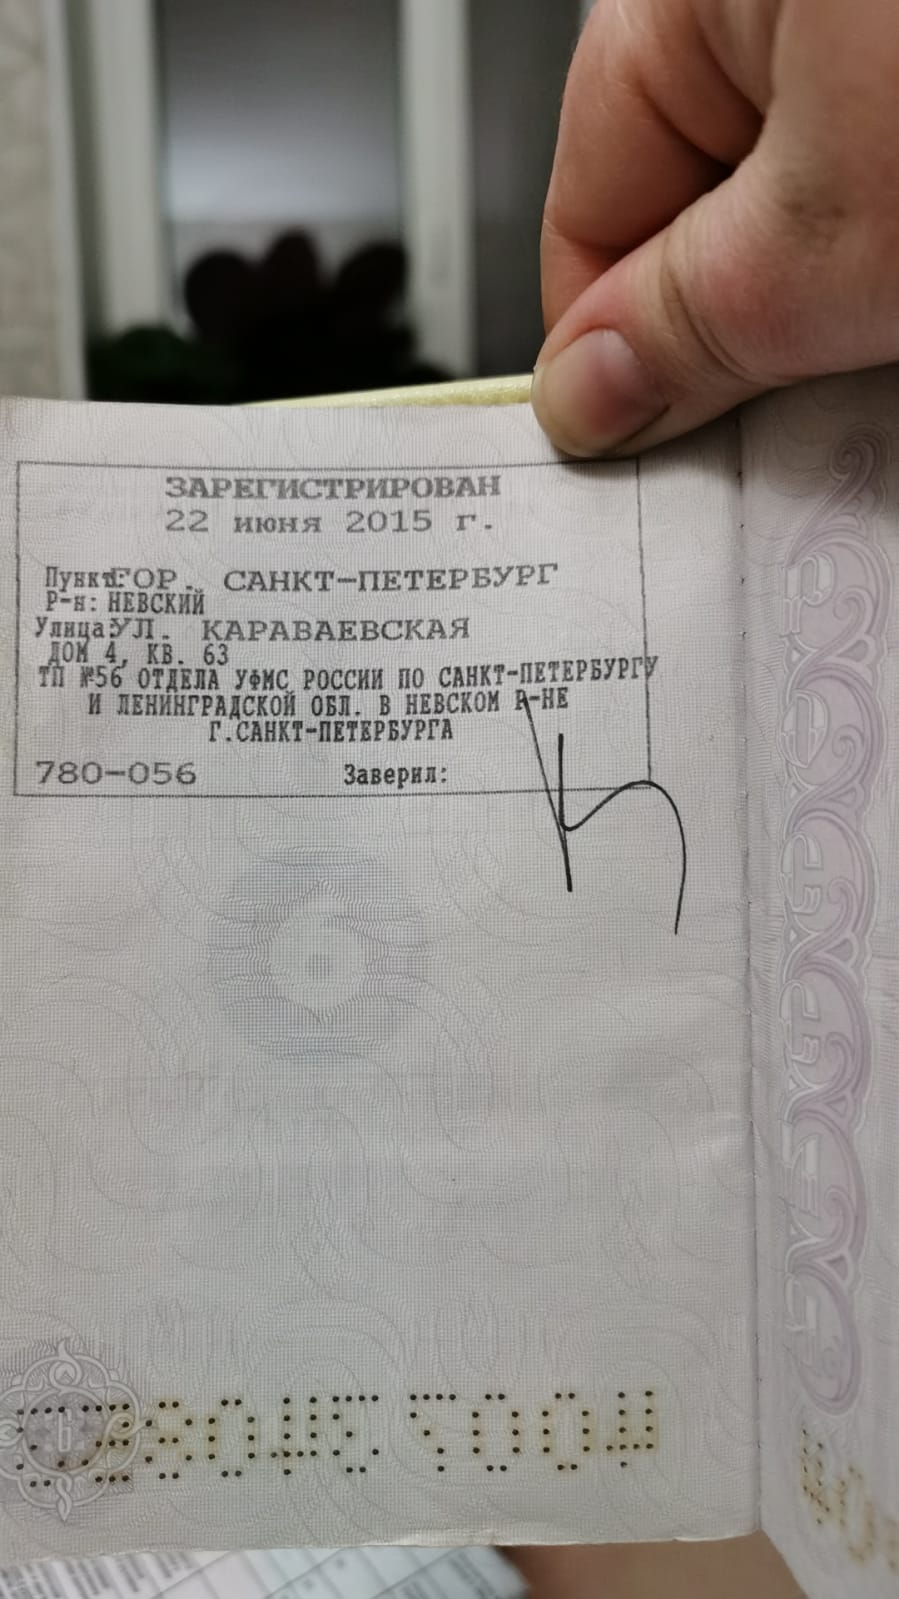 ЗАРЕГИСТРИРОВАН
22 июня 2015 г.
Пункт: ГОР. САНКТ-ПЕТЕРБУРГ
Р-н: НЕВСКИЙ
Улица: УЛ. КАРАВАЕВСКАЯ
ДОМ 4, КВ. 63
ТП №56 ОТДЕЛА УФМС РОССИИ ПО САНКТ-ПЕТЕРБУРГУ
И ЛЕНИНГРАДСКОЙ ОБЛ. В НЕВСКОМ Р-НЕ
Г.САНКТ-ПЕТЕРБУРГА
780-056 Заверил: